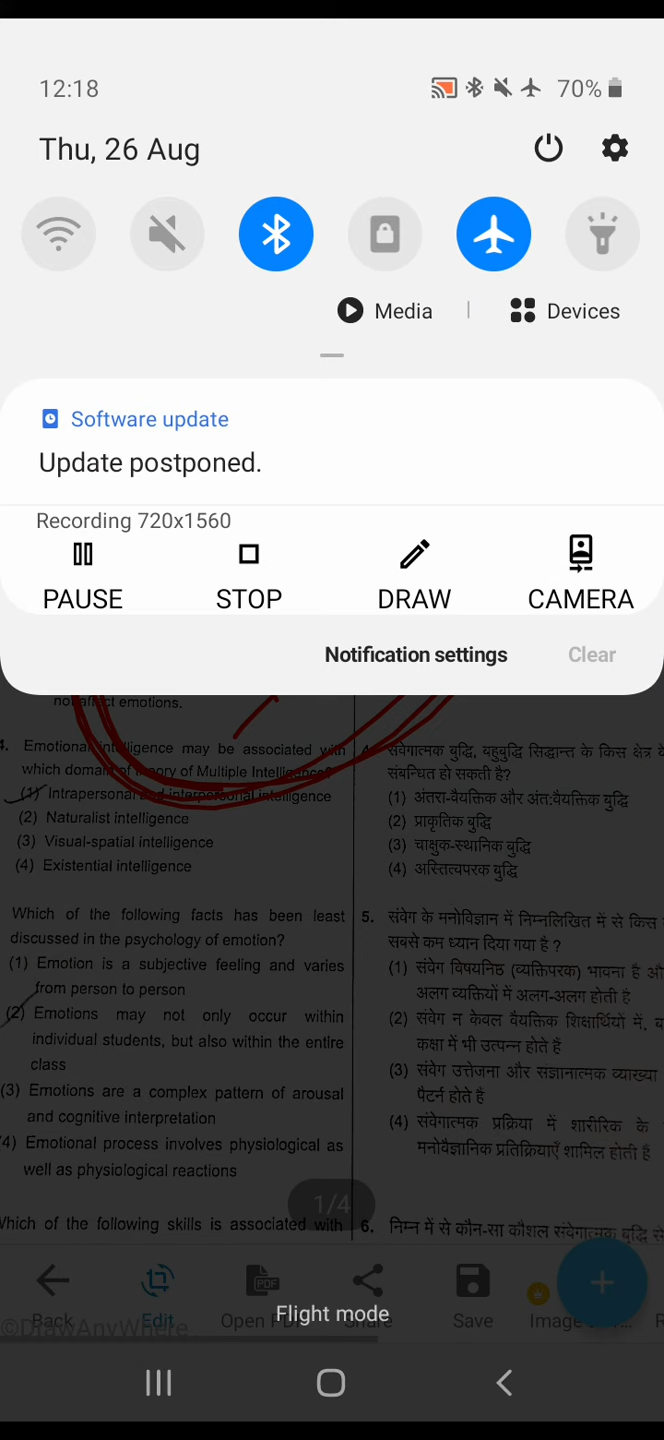 12:18
70%
Thu, 26 Aug
Media | Devices
Software update
Update postponed.
Recording 720x1560
PAUSE STOP DRAW CAMERA
Notification settings Clear
not affect emotions.
4. Emotional intelligence may be associated with
which domain of theory of Multiple Intelligence?
(1) Intrapersonal and interpersonal intelligence
(2) Naturalist intelligence
(3) Visual-spatial intelligence
(4) Existential intelligence
Which of the following facts has been least
discussed in the psychology of emotion?
(1) Emotion is a subjective feeling and varies
from person to person
(2) Emotions may not only occur within
individual students, but also within the entire
class
(3) Emotions are a complex pattern of arousal
and cognitive interpretation
(4) Emotional process involves physiological as
well as physiological reactions
Which of the following skills is associated with
संवेगात्मक बुद्धि, बहुबुद्धि सिद्धान्त के किस क्षेत्र
संबन्धित हो सकती है?
(1) अंतरा-वैयक्तिक और अंत:वैयक्तिक बुद्धि
(2) प्राकृतिक बुद्धि
(3) चाक्षुक-स्थानिक बुद्धि
(4) अस्तित्वपरक बुद्धि
5. संवेग के मनोविज्ञान में निम्नलिखित में से किस
सबसे कम ध्यान दिया गया है ?
(1) संवेग विषयनिष्ठ (व्यक्तिपरक) भावना है
अलग व्यक्तियों में अलग-अलग होती है
(2) संवेग न केवल वैयक्तिक शिक्षार्थियों में,
कक्षा में भी उत्पन्न होते हैं
(3) संवेग उत्तेजना और सज्ञानात्मक व्याख्या
पैटर्न होते हैं
(4) संवेगात्मक प्रक्रिया में शारीरिक के
मनोवैज्ञानिक प्रतिक्रियाएँ शामिल होती हैं
6. निम्न में से कौन-सा कौशल संवेगात्मक बुद्धि से
1/4
Back Edit Open PDF Share Save Image
Flight mode
©DrawAnyWhere